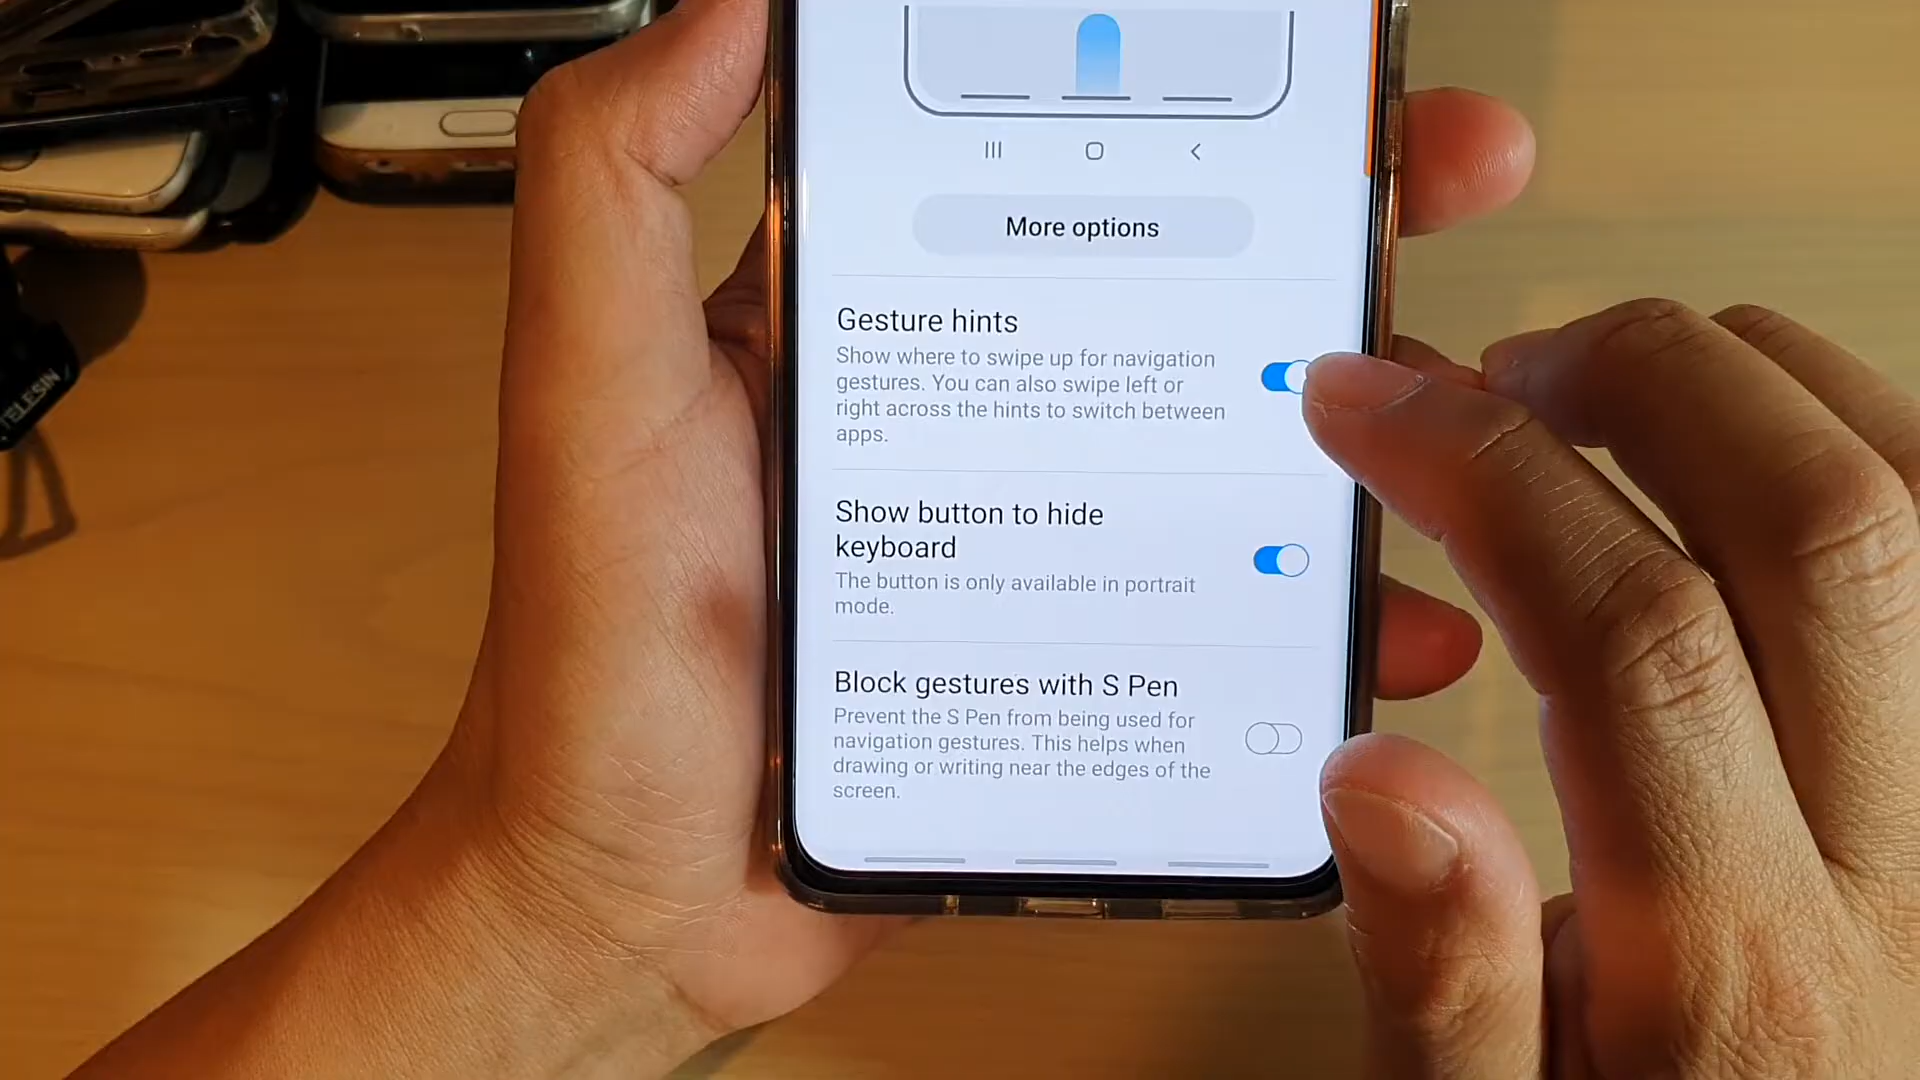 More options
Gesture hints
Show where to swipe up for navigation
gestures. You can also swipe left or
right across the hints to switch between
apps.
Show button to hide
keyboard
The button is only available in portrait
mode.
Block gestures with S Pen
Prevent the S Pen from being used for
navigation gestures. This helps when
drawing or writing near the edges of the
screen.
TELESIN